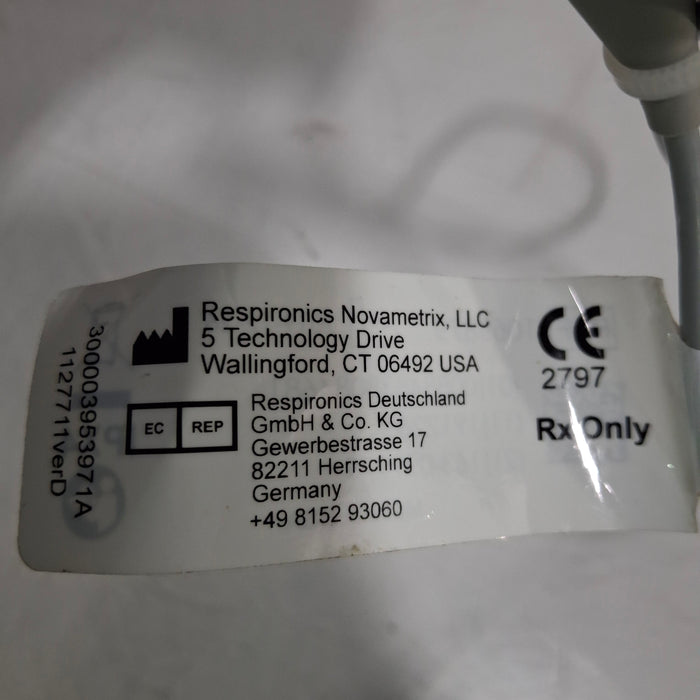 Respironics Novametrix, LLC
5 Technology Drive
Wallingford, CT 06492 USA
EC REP
Respironics Deutschland
GmbH & Co. KG
Gewerbestrasse 17
82211 Herrsching
Germany
+49 8152 93060
CE
2797
Rx Only
300003953971A
1127711verD